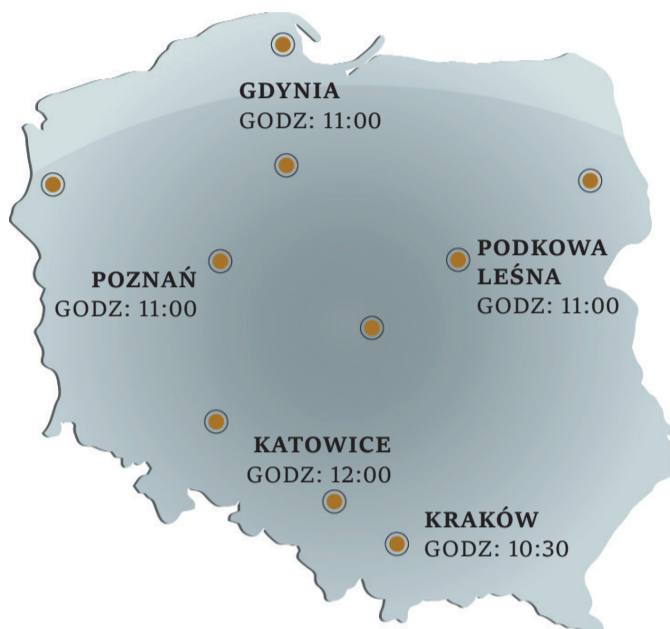 GDYNIA
GODZ: 11:00
POZNAŃ
GODZ: 11:00
PODKOWA
LEŚNA
GODZ: 11:00
KATOWICE
GODZ: 12:00
KRAKÓW
GODZ: 10:30